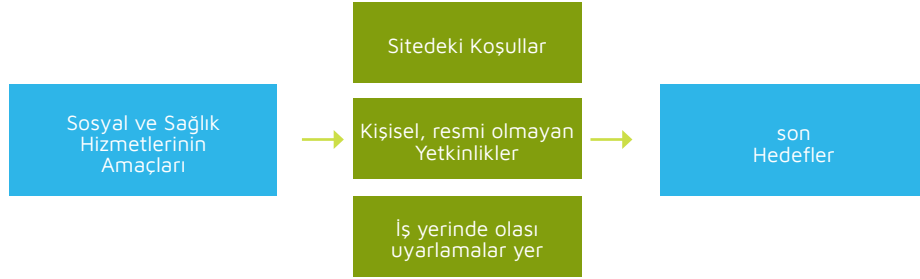 Sosyal ve Sağlık
Hizmetlerinin
Amaçları
Sitedeki Koşullar
Kişisel, resmi olmayan
Yetkinlikler
İş yerinde olası
uyarlamalar yer
son
Hedefler